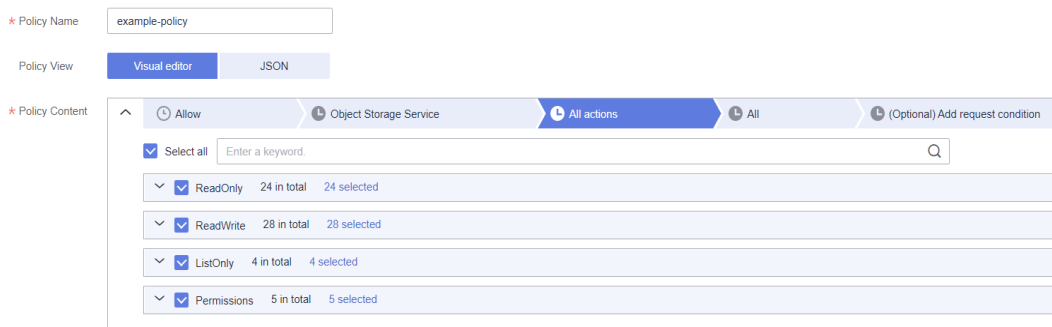 * Policy Name example-policy
Policy View Visual editor JSON
* Policy Content Allow Object Storage Service All actions All (Optional) Add request condition
Select all Enter a keyword.
ReadOnly 24 in total 24 selected
ReadWrite 28 in total 28 selected
ListOnly 4 in total 4 selected
Permissions 5 in total 5 selected